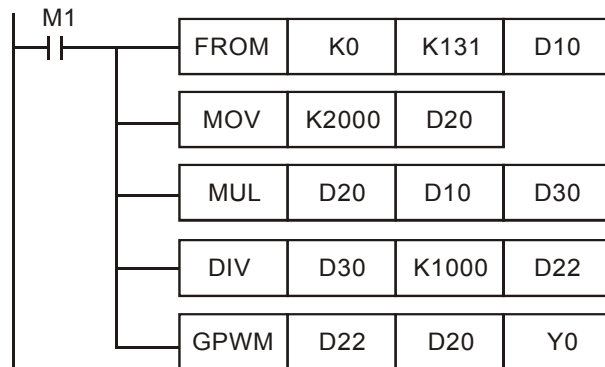 M1
FROM K0 K131 D10
MOV K2000 D20
MUL D20 D10 D30
DIV D30 K1000 D22
GPWM D22 D20 Y0